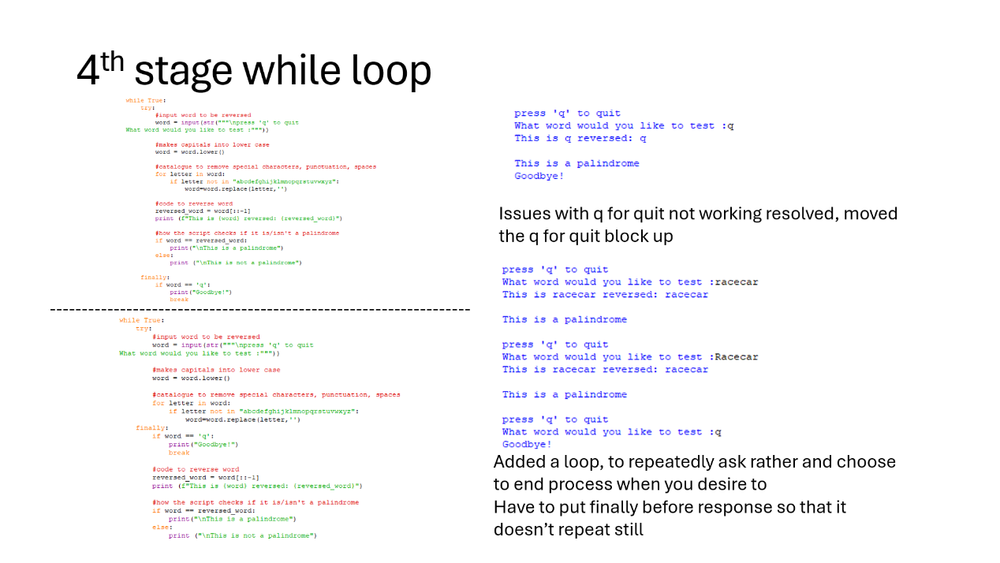 4th stage while loop
while True:
try:
#input word to be reversed
word = input(str("""\npress 'q' to quit
What word would you like to test :"""))
#makes capitals into lower case
word = word.lower()
#catalogue to remove special characters, punctuation, spaces
for letter in word:
if letter not in "abcdefghijklmnopqrstuvwxyz":
word=word.replace(letter,'')
#code to reverse word
reversed_word = word[::-1]
print (f"This is {word} reversed: {reversed_word}")
#how the script checks if it is/isn't a palindrome
if word == reversed_word:
print("\nThis is a palindrome")
else:
print ("\nThis is not a palindrome")
finally:
if word == 'q':
print("Goodbye!")
break
while True:
try:
#input word to be reversed
word = input(str("""\npress 'q' to quit
What word would you like to test :"""))
#makes capitals into lower case
word = word.lower()
#catalogue to remove special characters, punctuation, spaces
for letter in word:
if letter not in "abcdefghijklmnopqrstuvwxyz":
word=word.replace(letter,'')
finally:
if word == 'q':
print("Goodbye!")
break
#code to reverse word
reversed_word = word[::-1]
print (f"This is {word} reversed: {reversed_word}")
#how the script checks if it is/isn't a palindrome
if word == reversed_word:
print("\nThis is a palindrome")
else:
print ("\nThis is not a palindrome")
press 'q' to quit
What word would you like to test :q
This is q reversed: q
This is a palindrome
Goodbye!
Issues with q for quit not working resolved, moved
the q for quit block up
press 'q' to quit
What word would you like to test :racecar
This is racecar reversed: racecar
This is a palindrome
press 'q' to quit
What word would you like to test :Racecar
This is racecar reversed: racecar
This is a palindrome
press 'q' to quit
What word would you like to test :q
Goodbye!
Added a loop, to repeatedly ask rather and choose
to end process when you desire to
Have to put finally before response so that it
doesn't repeat still